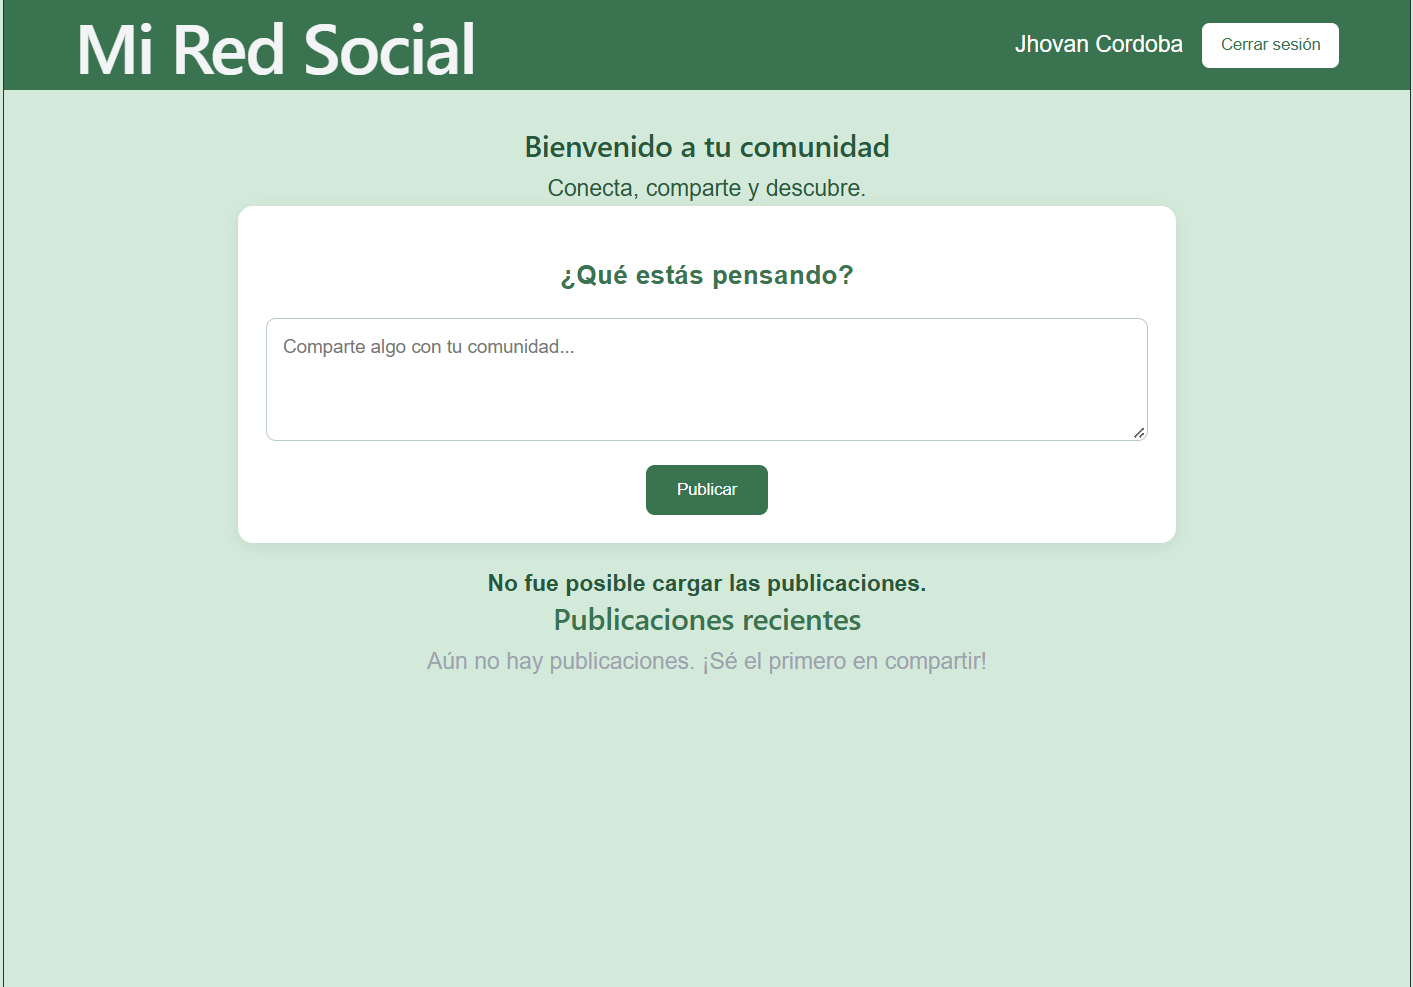 Mi Red Social
Jhovan Cordoba
Cerrar sesión
Bienvenido a tu comunidad
Conecta, comparte y descubre.
¿Qué estás pensando?
Comparte algo con tu comunidad...
Publicar
No fue posible cargar las publicaciones.
Publicaciones recientes
Aún no hay publicaciones. ¡Sé el primero en compartir!